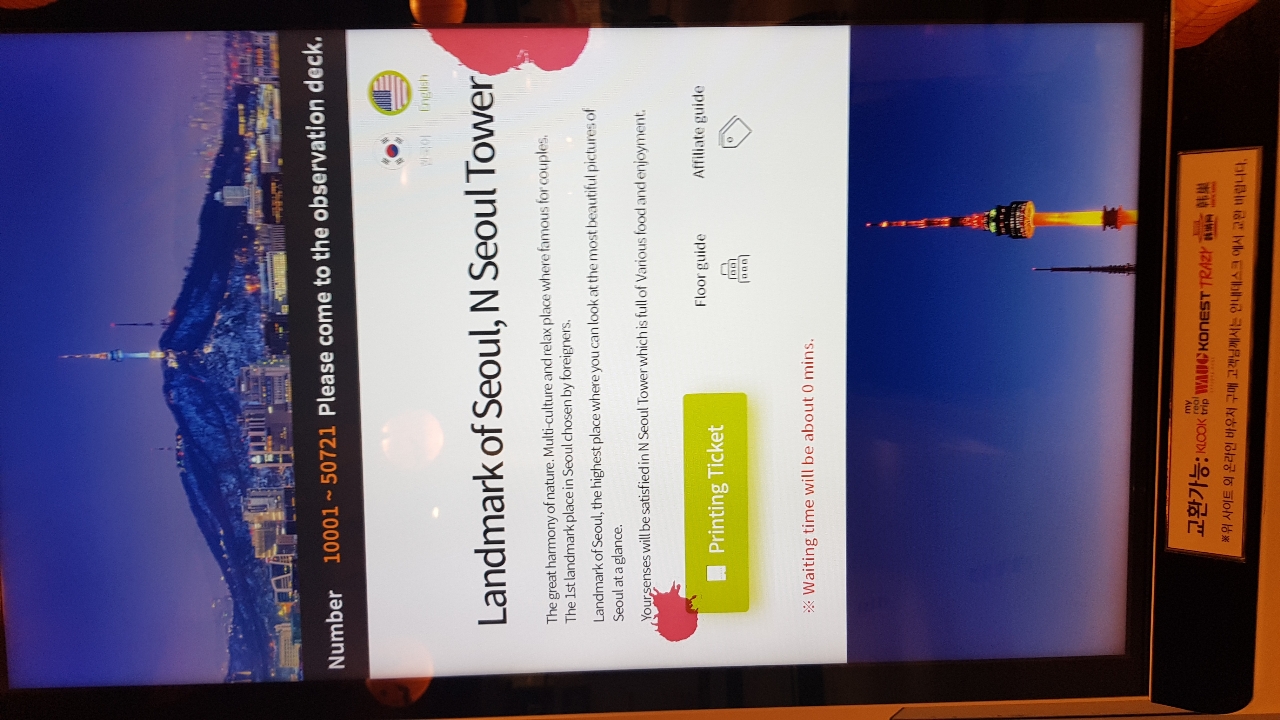 Number 10001 ~ 50721 Please come to the observation deck.
한국어 English
Landmark of Seoul, N Seoul Tower
The great harmony of nature. Multi-culture and relax place where famous for couples.
The 1st landmark place in Seoul chosen by foreigners.
Landmark of Seoul, the highest place where you can look at the most beautiful pictures of
Seoul at a glance.
Your senses will be satisfied in N Seoul Tower which is full of Various food and enjoyment.
Printing Ticket
Floor guide
Affiliate guide
※ Waiting time will be about 0 mins.
교환가능: KLOOK my real trip WAUG KONEST TRAZY 韩巢
※위 사이트 외 온라인 바우처 구매 고객님께서는 안내데스크에서 교환 바랍니다.